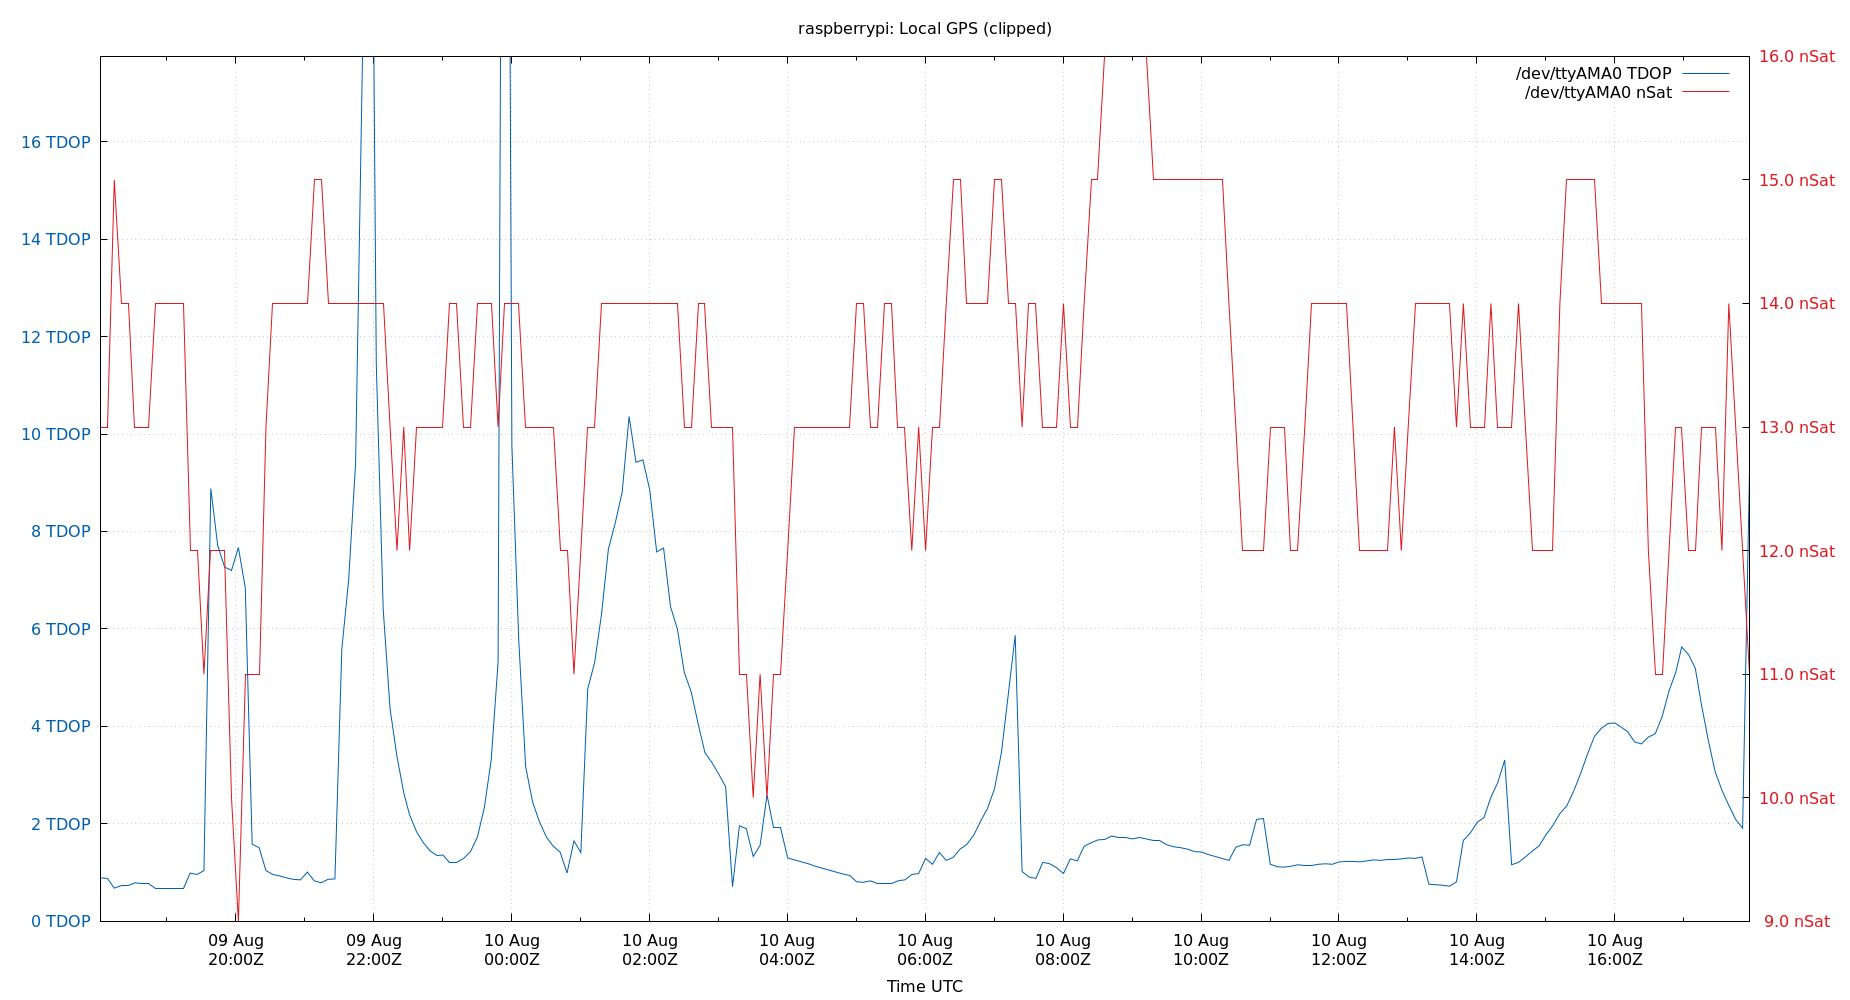 raspberrypi: Local GPS (clipped)
/dev/ttyAMA0 TDOP
/dev/ttyAMA0 nSat
16 TDOP
14 TDOP
12 TDOP
10 TDOP
8 TDOP
6 TDOP
4 TDOP
2 TDOP
0 TDOP
16.0 nSat
15.0 nSat
14.0 nSat
13.0 nSat
12.0 nSat
11.0 nSat
10.0 nSat
9.0 nSat
09 Aug
20:00Z
09 Aug
22:00Z
10 Aug
00:00Z
10 Aug
02:00Z
10 Aug
04:00Z
10 Aug
06:00Z
10 Aug
08:00Z
10 Aug
10:00Z
10 Aug
12:00Z
10 Aug
14:00Z
10 Aug
16:00Z
Time UTC